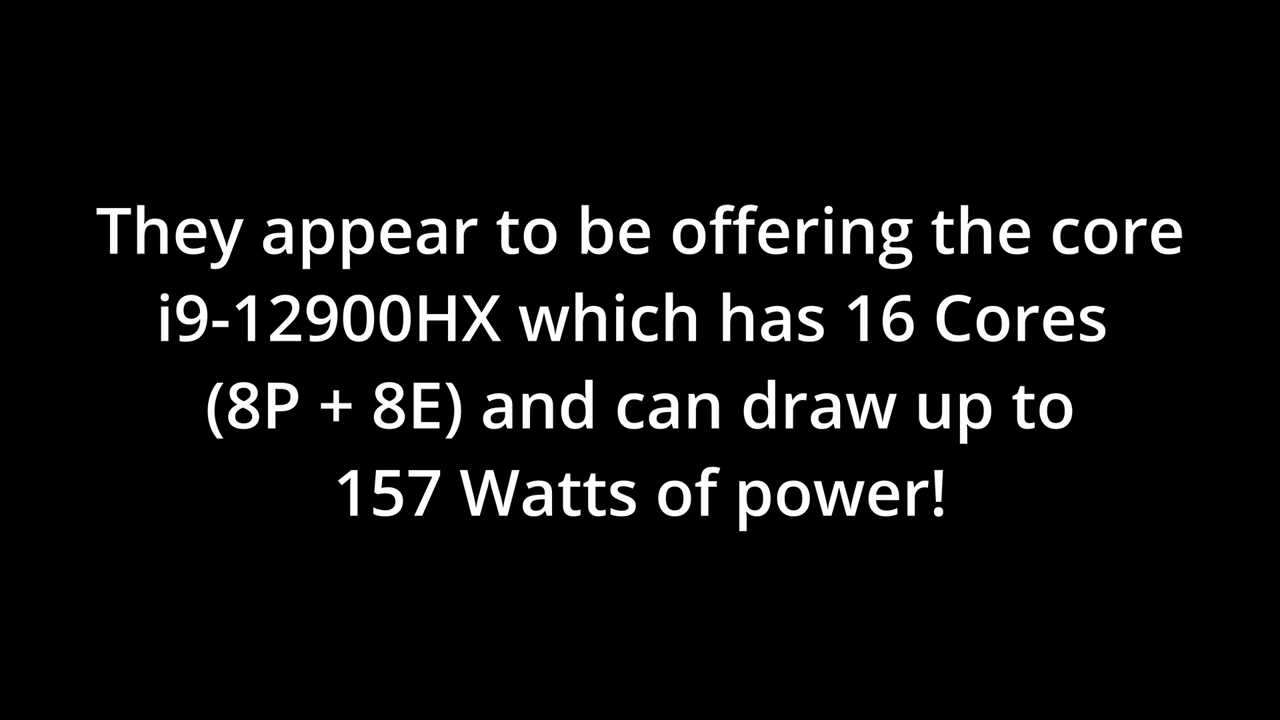 They appear to be offering the core
i9-12900HX which has 16 Cores
(8P + 8E) and can draw up to
157 Watts of power!